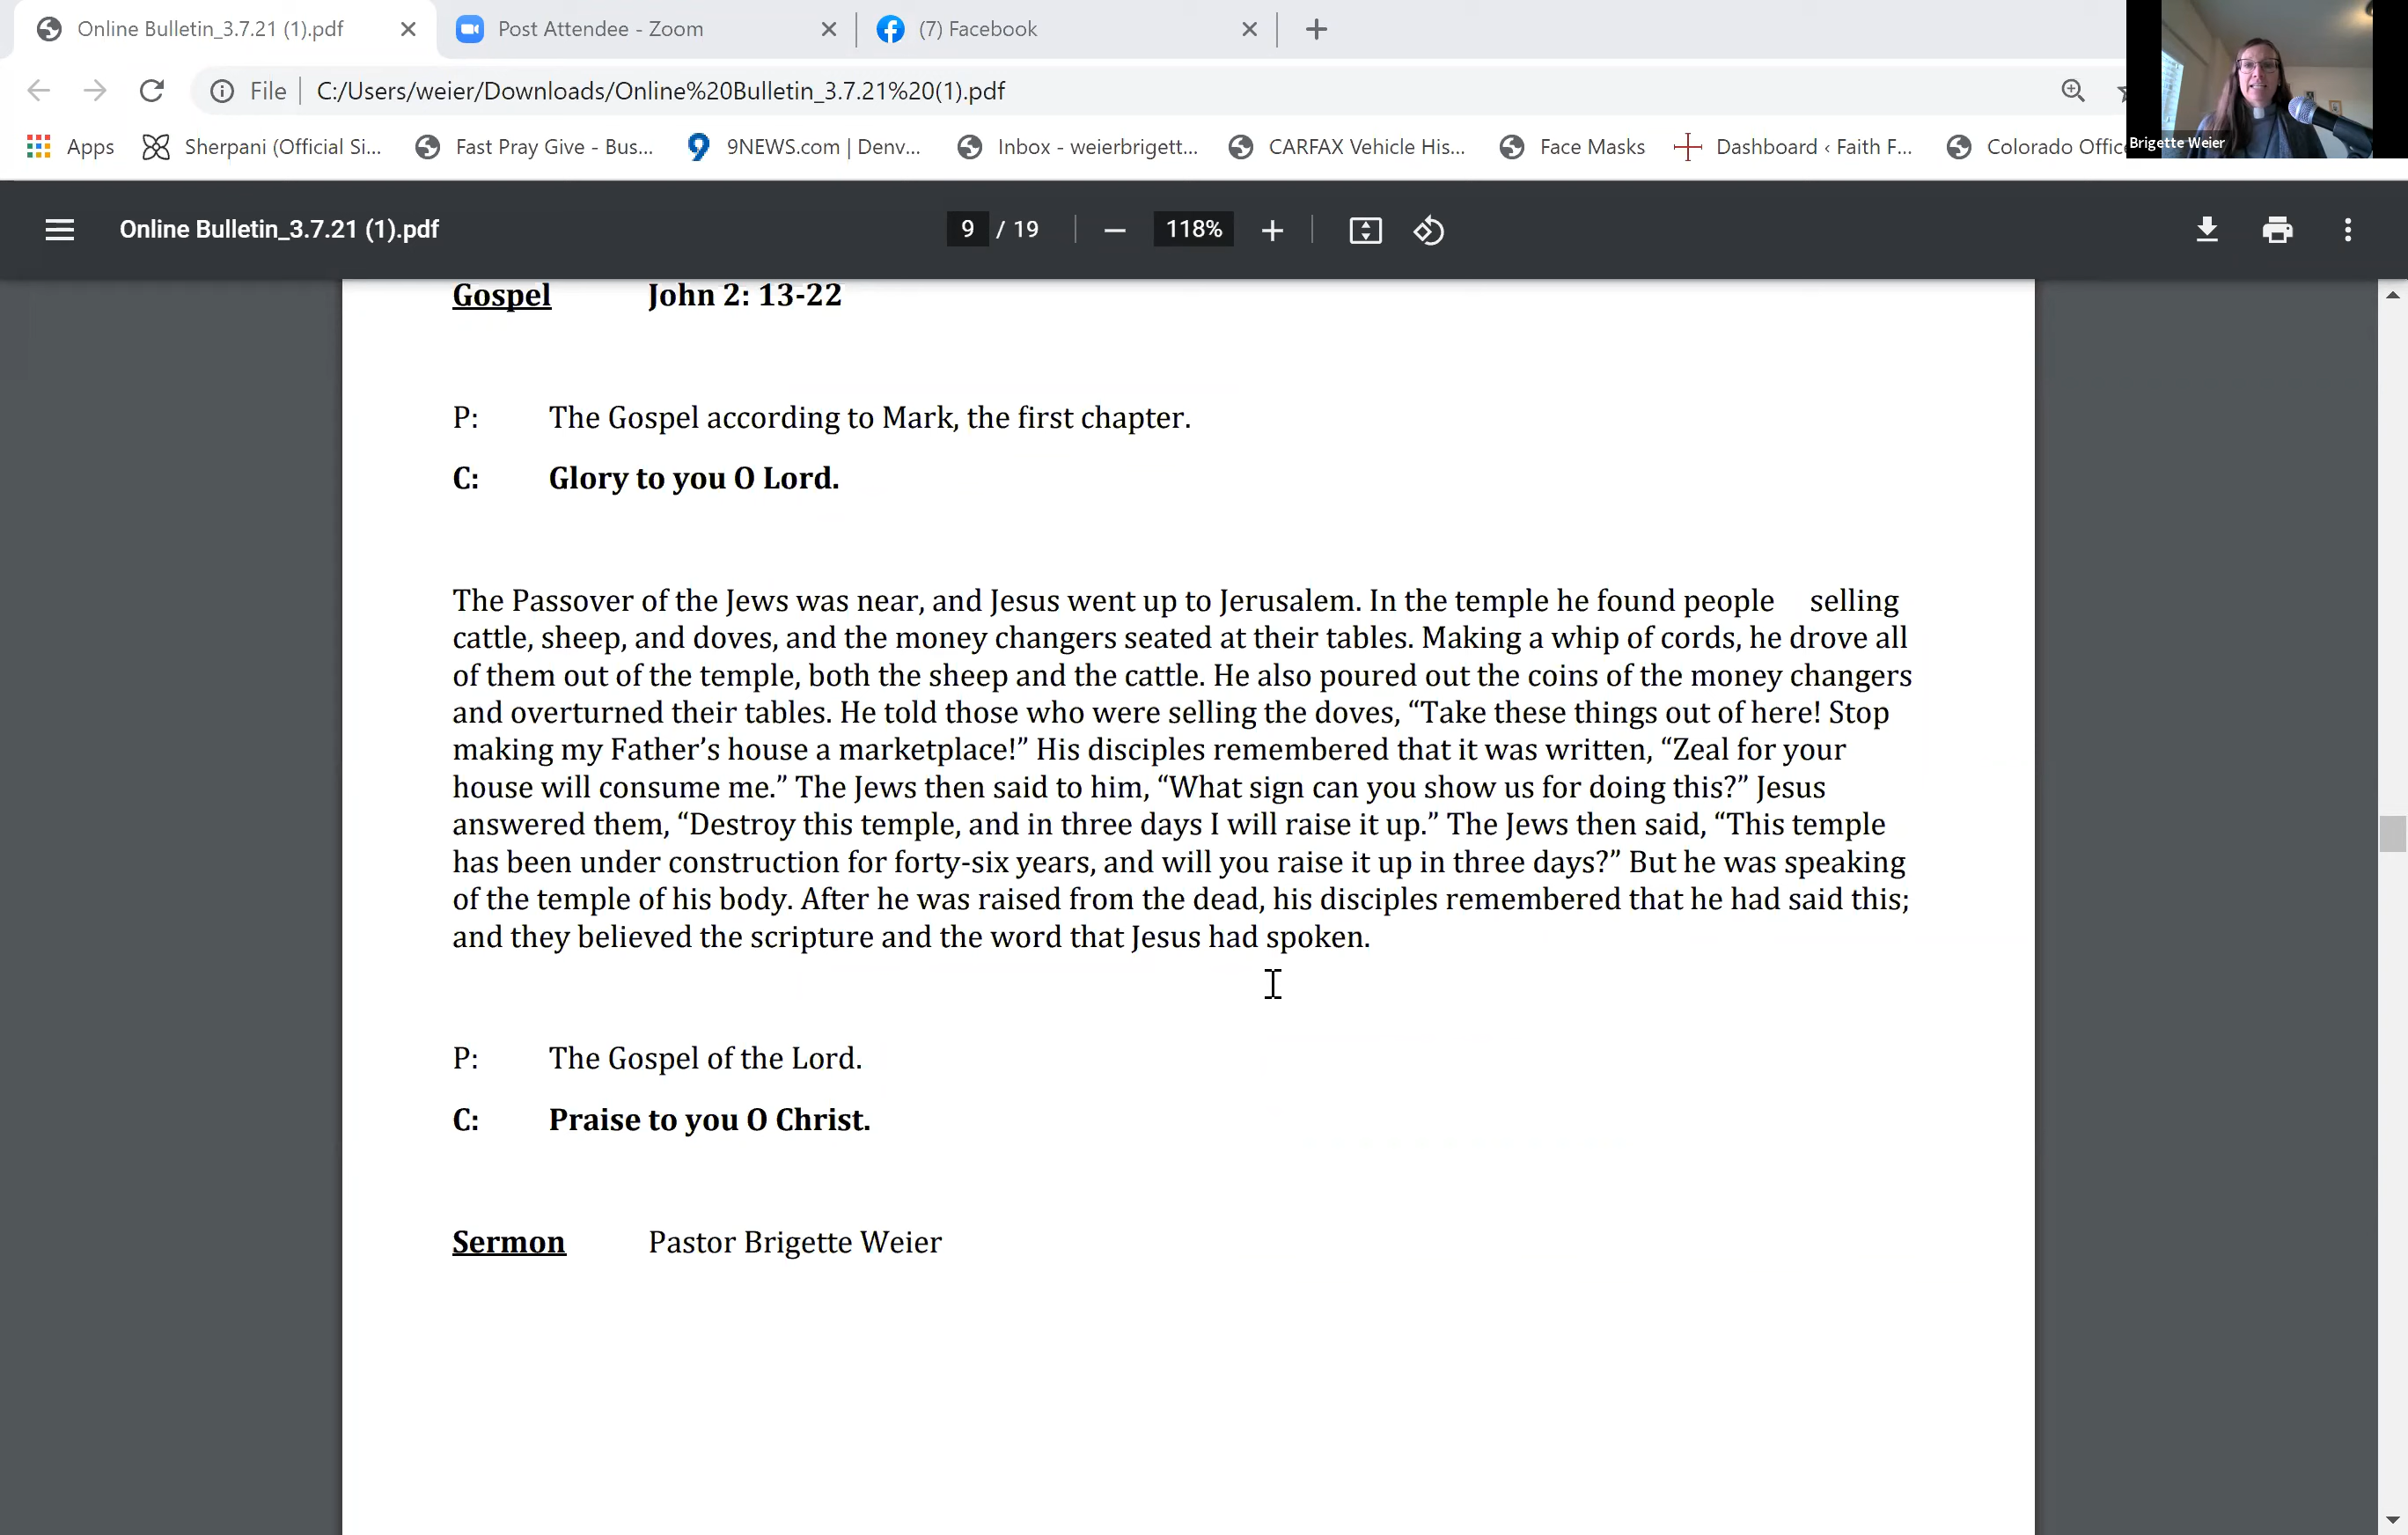 Online Bulletin_3.7.21 (1).pdf
Post Attendee - Zoom
(7) Facebook
File
C:/Users/weier/Downloads/Online%20Bulletin_3.7.21%20(1).pdf
Apps
Sherpani (Official Si...
Fast Pray Give - Bus...
9NEWS.com | Denv...
Inbox - weierbrigett...
CARFAX Vehicle His...
Face Masks
Dashboard ‹ Faith F...
Colorado Offic
Brigette Weier
Online Bulletin_3.7.21 (1).pdf
9 / 19
118%
Gospel John 2: 13-22
P: The Gospel according to Mark, the first chapter.
C: Glory to you O Lord.
The Passover of the Jews was near, and Jesus went up to Jerusalem. In the temple he found people selling
cattle, sheep, and doves, and the money changers seated at their tables. Making a whip of cords, he drove all
of them out of the temple, both the sheep and the cattle. He also poured out the coins of the money changers
and overturned their tables. He told those who were selling the doves, “Take these things out of here! Stop
making my Father’s house a marketplace!” His disciples remembered that it was written, “Zeal for your
house will consume me.” The Jews then said to him, “What sign can you show us for doing this?” Jesus
answered them, “Destroy this temple, and in three days I will raise it up.” The Jews then said, “This temple
has been under construction for forty-six years, and will you raise it up in three days?” But he was speaking
of the temple of his body. After he was raised from the dead, his disciples remembered that he had said this;
and they believed the scripture and the word that Jesus had spoken.
P: The Gospel of the Lord.
C: Praise to you O Christ.
Sermon Pastor Brigette Weier